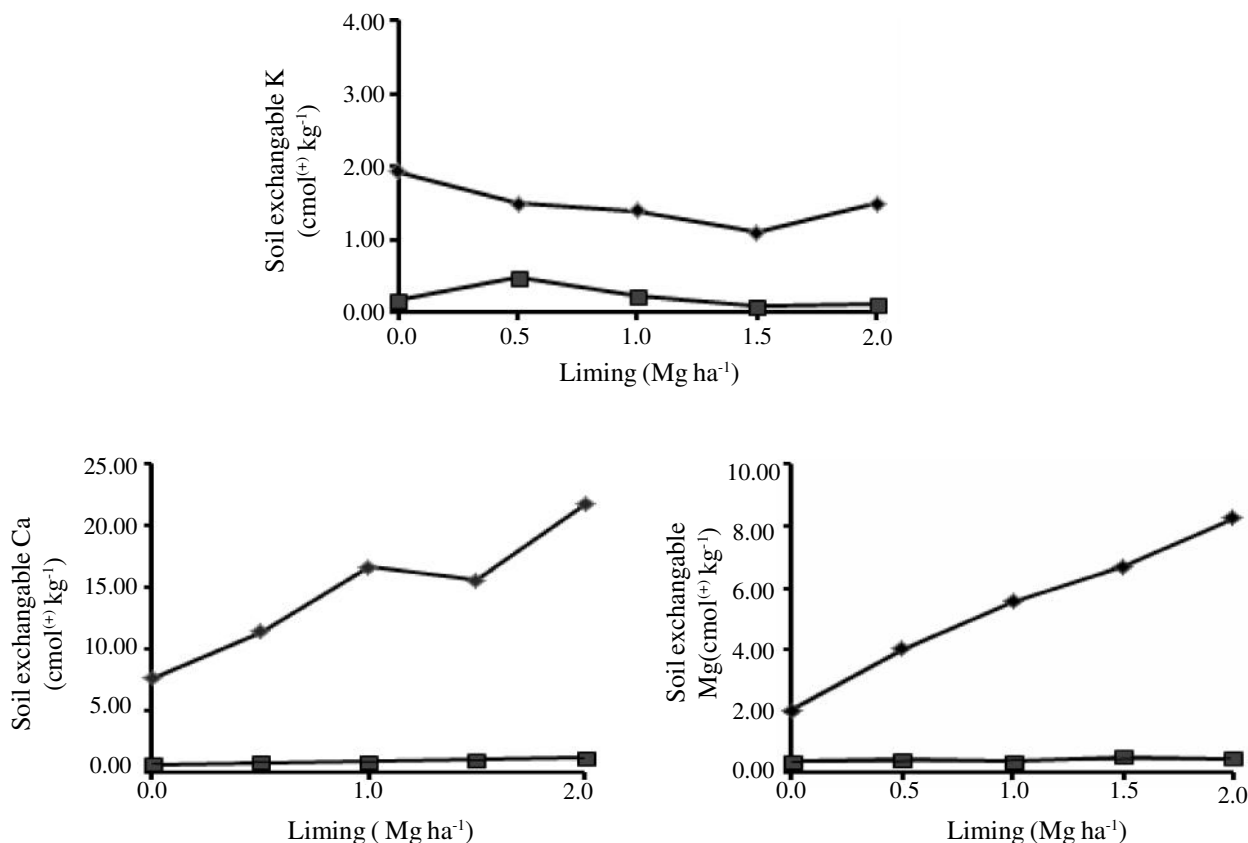 Soil exchangable K
(cmol(+) kg-1)
4.00
3.00
2.00
1.00
0.00
0.0 0.5 1.0 1.5 2.0
Liming (Mg ha-1)
Soil exchangable Ca
(cmol(+) kg-1)
25.00
20.00
15.00
10.00
5.00
0.00
0.0 1.0 2.0
Liming ( Mg ha-1)
Soil exchangable
Mg(cmol(+) kg-1)
10.00
8.00
6.00
4.00
2.00
0.00
0.0 0.5 1.0 1.5 2.0
Liming (Mg ha-1)